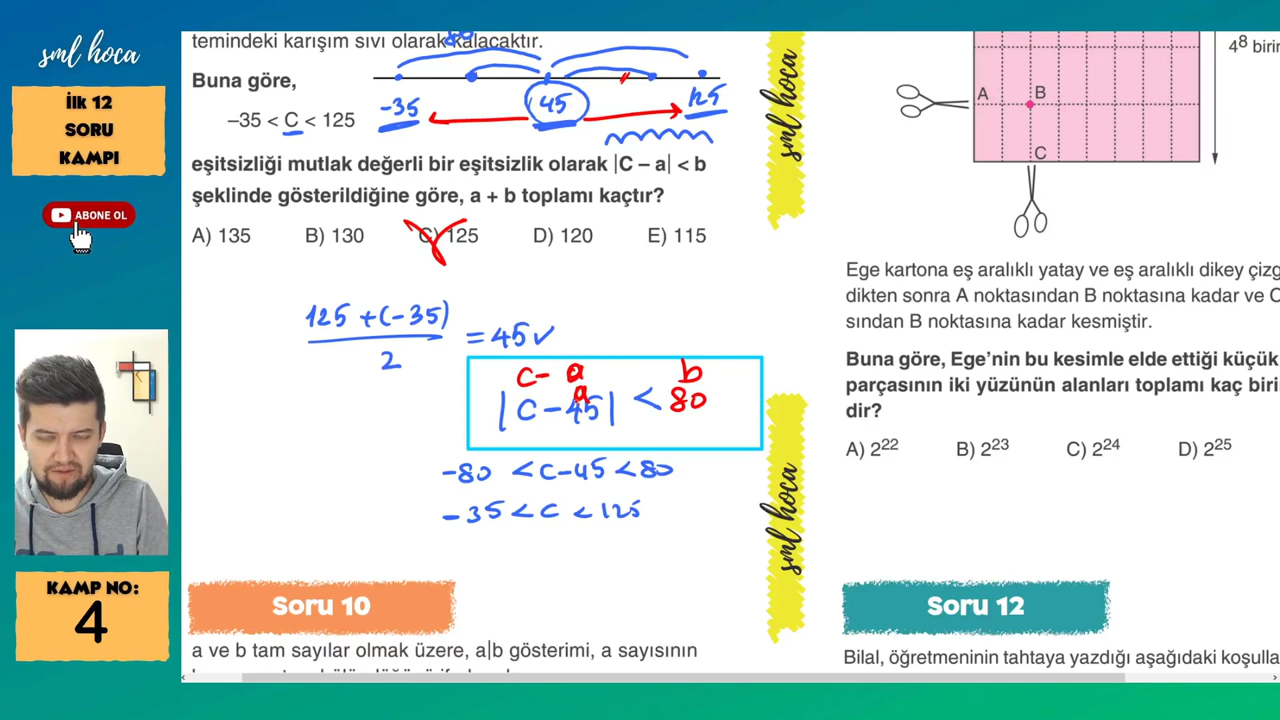 sml hoca
İlk 12
SORU
KAMPI
ABONE OL
KAMP NO:
4
temindeki karışım sıvı olarak kalacaktır.
80
Buna göre,
–35 < C < 125
-35
45
125
eşitsizliği mutlak değerli bir eşitsizlik olarak |C – a| < b
şeklinde gösterildiğine göre, a + b toplamı kaçtır?
A) 135 B) 130 C) 125 D) 120 E) 115
125 + (-35)
2
= 45 ✓
C- a b
a
|C-45| < 80
-80 < C-45 < 80
-35 < C < 125
Soru 10
a ve b tam sayılar olmak üzere, a|b gösterimi, a sayısının
sml hoca
sml hoca
A
B
C
4⁸ birin
Ege kartona eş aralıklı yatay ve eş aralıklı dikey çizg
dikten sonra A noktasından B noktasına kadar ve C
sından B noktasına kadar kesmiştir.
Buna göre, Ege’nin bu kesimle elde ettiği küçük
parçasının iki yüzünün alanları toplamı kaç biri
dir?
A) 2²² B) 2²³ C) 2²⁴ D) 2²⁵
Soru 12
Bilal, öğretmeninin tahtaya yazdığı aşağıdaki koşulla